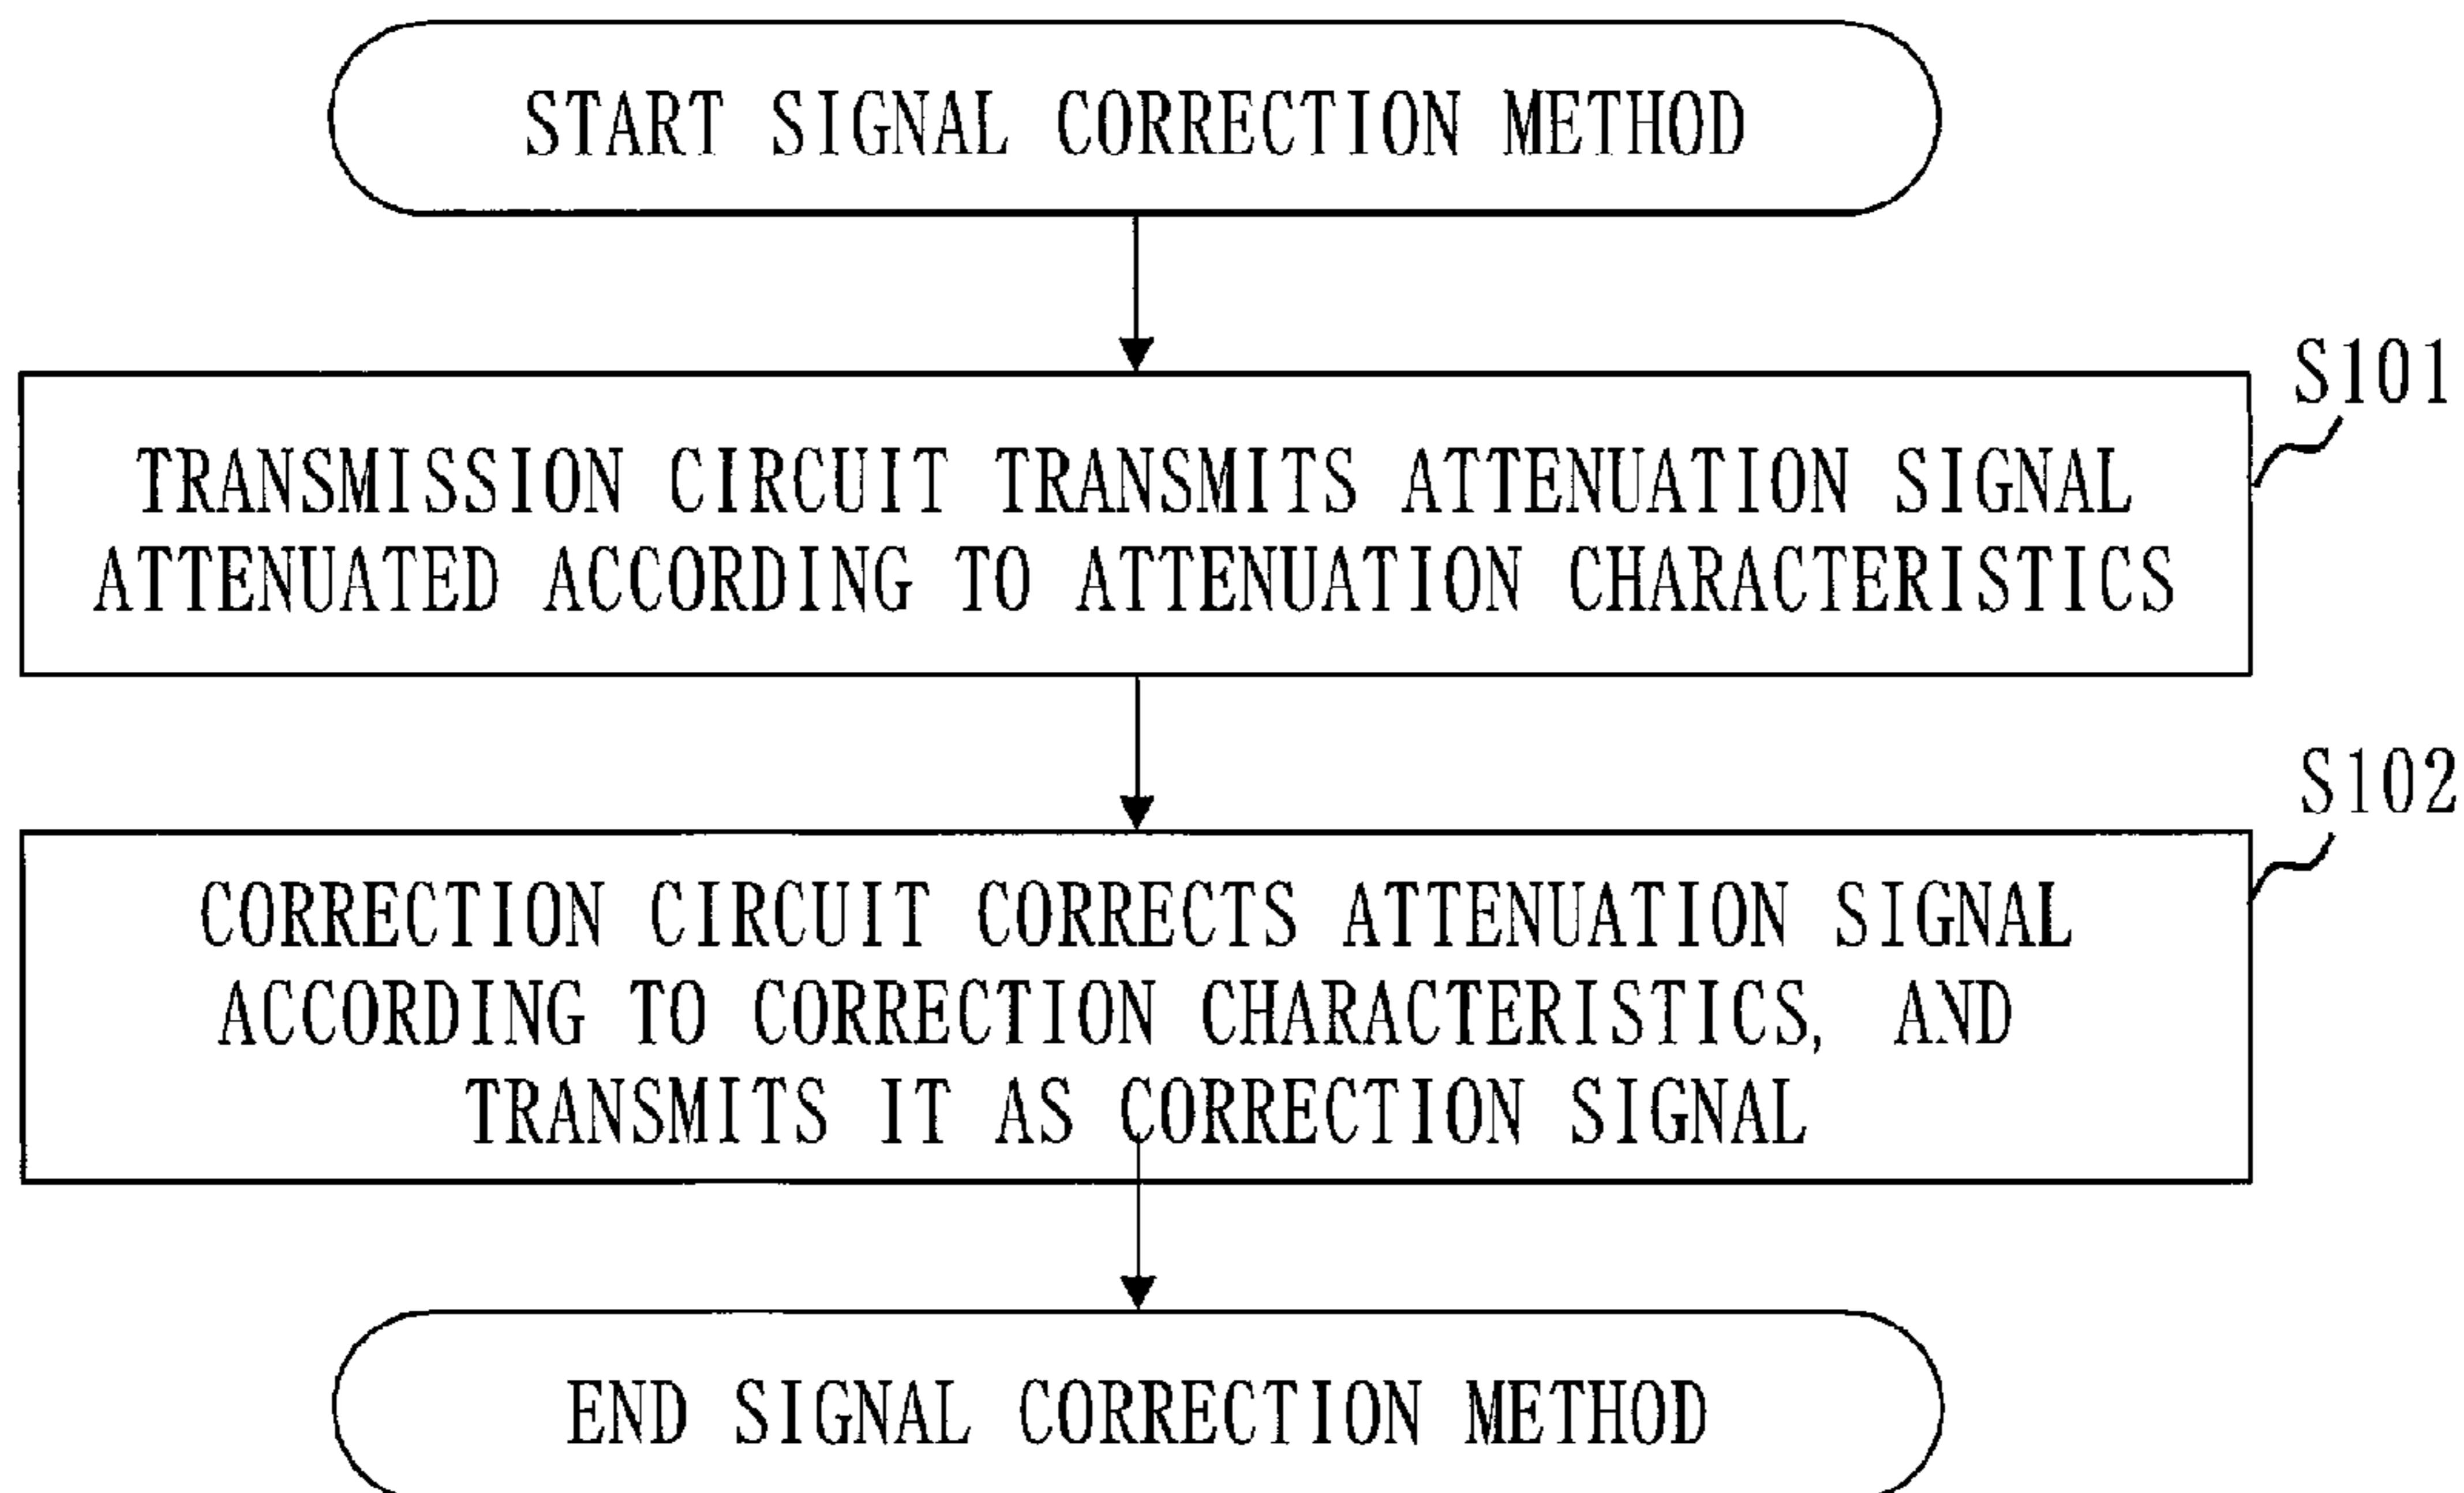 START SIGNAL CORRECTION METHOD
S101
TRANSMISSION CIRCUIT TRANSMITS ATTENUATION SIGNAL
ATTENUATED ACCORDING TO ATTENUATION CHARACTERISTICS
S102
CORRECTION CIRCUIT CORRECTS ATTENUATION SIGNAL
ACCORDING TO CORRECTION CHARACTERISTICS, AND
TRANSMITS IT AS CORRECTION SIGNAL
END SIGNAL CORRECTION METHOD